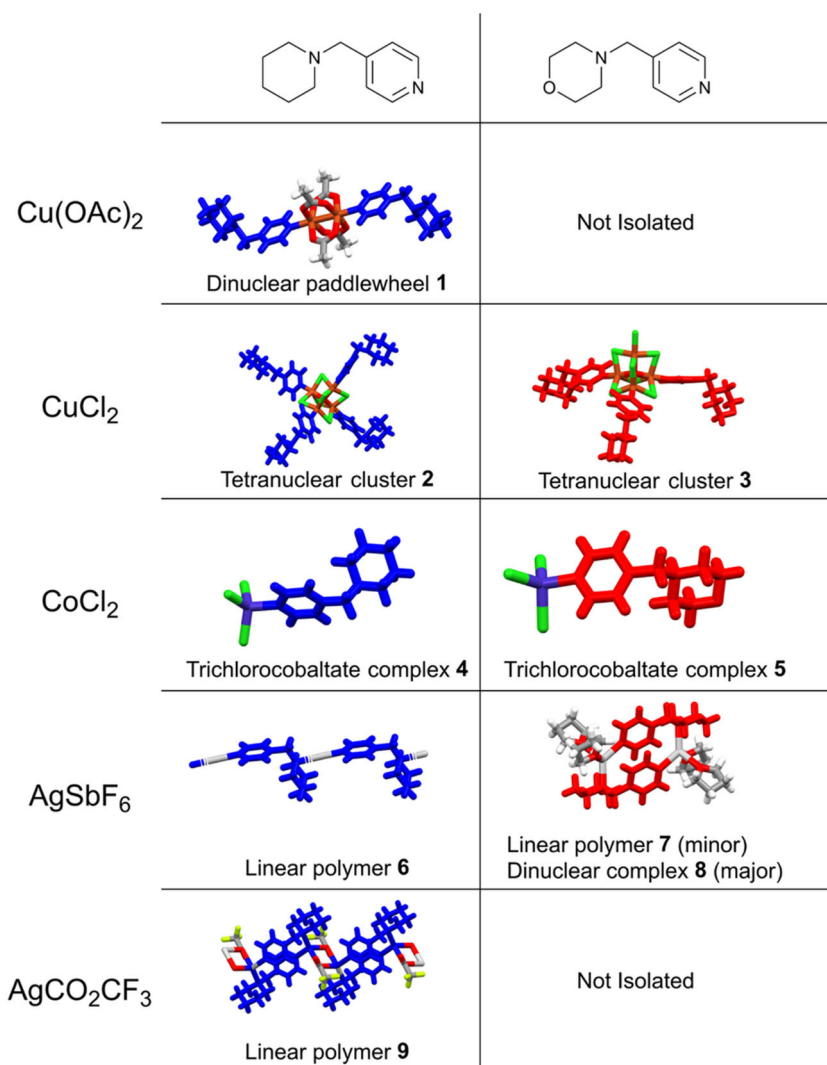 N
N
N
O
N
Cu(OAc)2
Dinuclear paddlewheel 1
Not Isolated
CuCl2
Tetranuclear cluster 2
Tetranuclear cluster 3
CoCl2
Trichlorocobaltate complex 4
Trichlorocobaltate complex 5
AgSbF6
Linear polymer 6
Linear polymer 7 (minor)
Dinuclear complex 8 (major)
AgCO2CF3
Linear polymer 9
Not Isolated